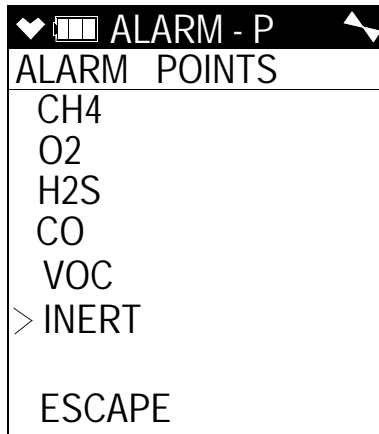 ALARM - P
ALARM POINTS
CH4
O2
H2S
CO
VOC
> INERT
ESCAPE